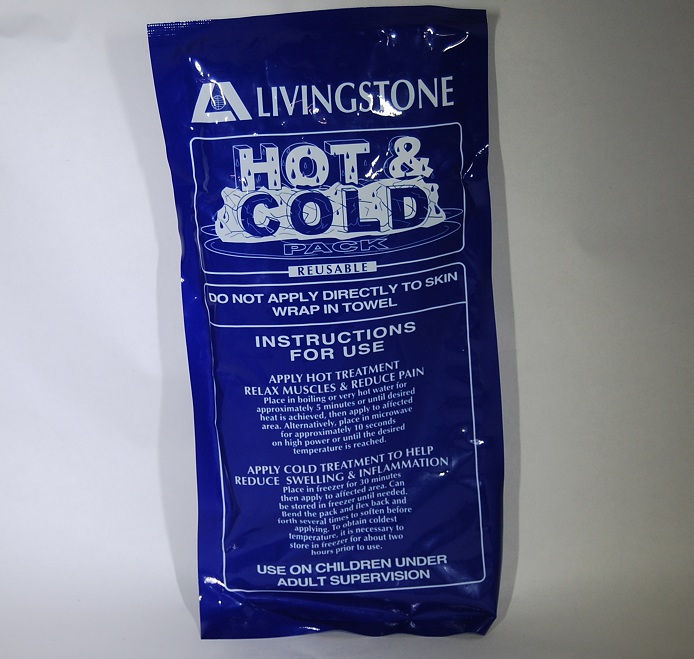 LIVINGSTONE
HOT &
COLD
PACK
REUSABLE
DO NOT APPLY DIRECTLY TO SKIN
WRAP IN TOWEL
INSTRUCTIONS
FOR USE
APPLY HOT TREATMENT
RELAX MUSCLES & REDUCE PAIN
Place in boiling or very hot water for
approximately 5 minutes or until desired
heat is achieved, then apply to affected
area. Alternatively, place in microwave
for approximately 10 seconds
on high power or until the desired
temperature is reached.
APPLY COLD TREATMENT TO HELP
REDUCE SWELLING & INFLAMMATION
Place in freezer for 30 minutes
then apply to affected area. Can
be stored in freezer until needed.
Bend the pack and flex back and
forth several times to soften before
applying. To obtain coldest
temperature, it is necessary to
store in freezer for about two
hours prior to use.
USE ON CHILDREN UNDER
ADULT SUPERVISION